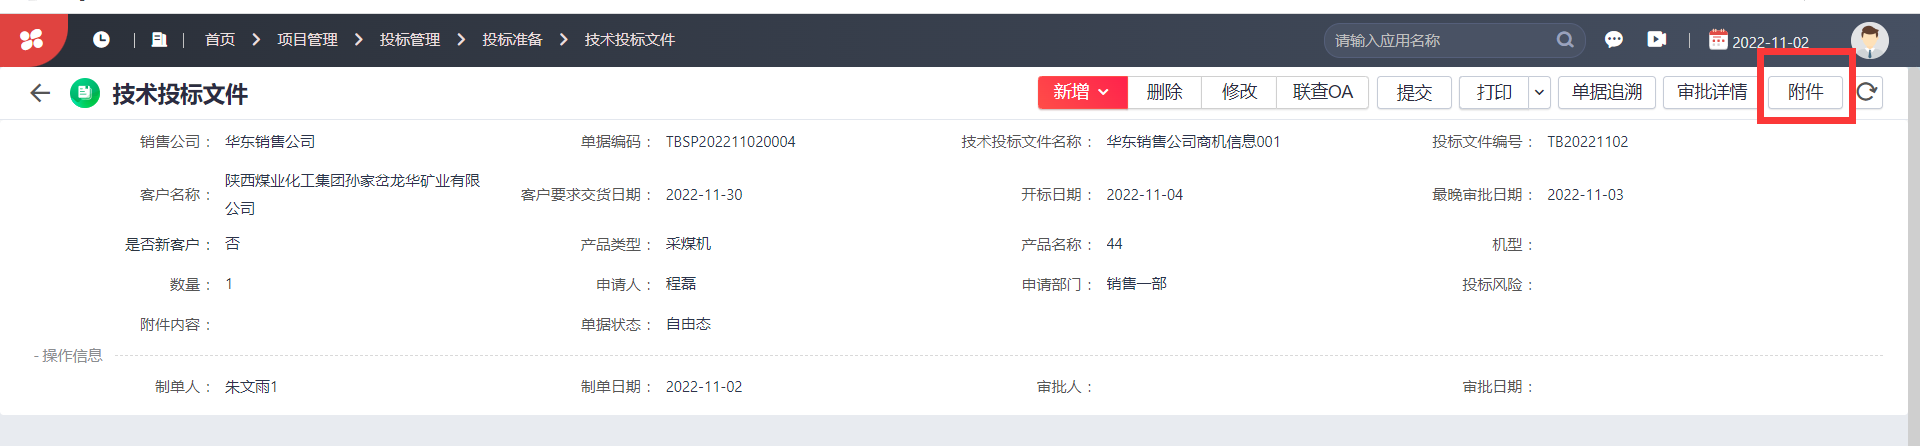 首页 > 项目管理 > 投标管理 > 投标准备 > 技术投标文件 请输入应用名称 2022-11-02
技术投标文件 新增 删除 修改 联查OA 提交 打印 单据追溯 审批详情 附件
销售公司： 华东销售公司 单据编码： TBSP202211020004 技术投标文件名称： 华东销售公司商机信息001 投标文件编号： TB20221102
客户名称： 陕西煤业化工集团孙家岔龙华矿业有限 客户要求交货日期： 2022-11-30 开标日期： 2022-11-04 最晚审批日期： 2022-11-03
公司
是否新客户： 否 产品类型： 采煤机 产品名称： 44 机型：
数量： 1 申请人： 程磊 申请部门： 销售一部 投标风险：
附件内容： 单据状态： 自由态
- 操作信息
制单人： 朱文雨1 制单日期： 2022-11-02 审批人： 审批日期：